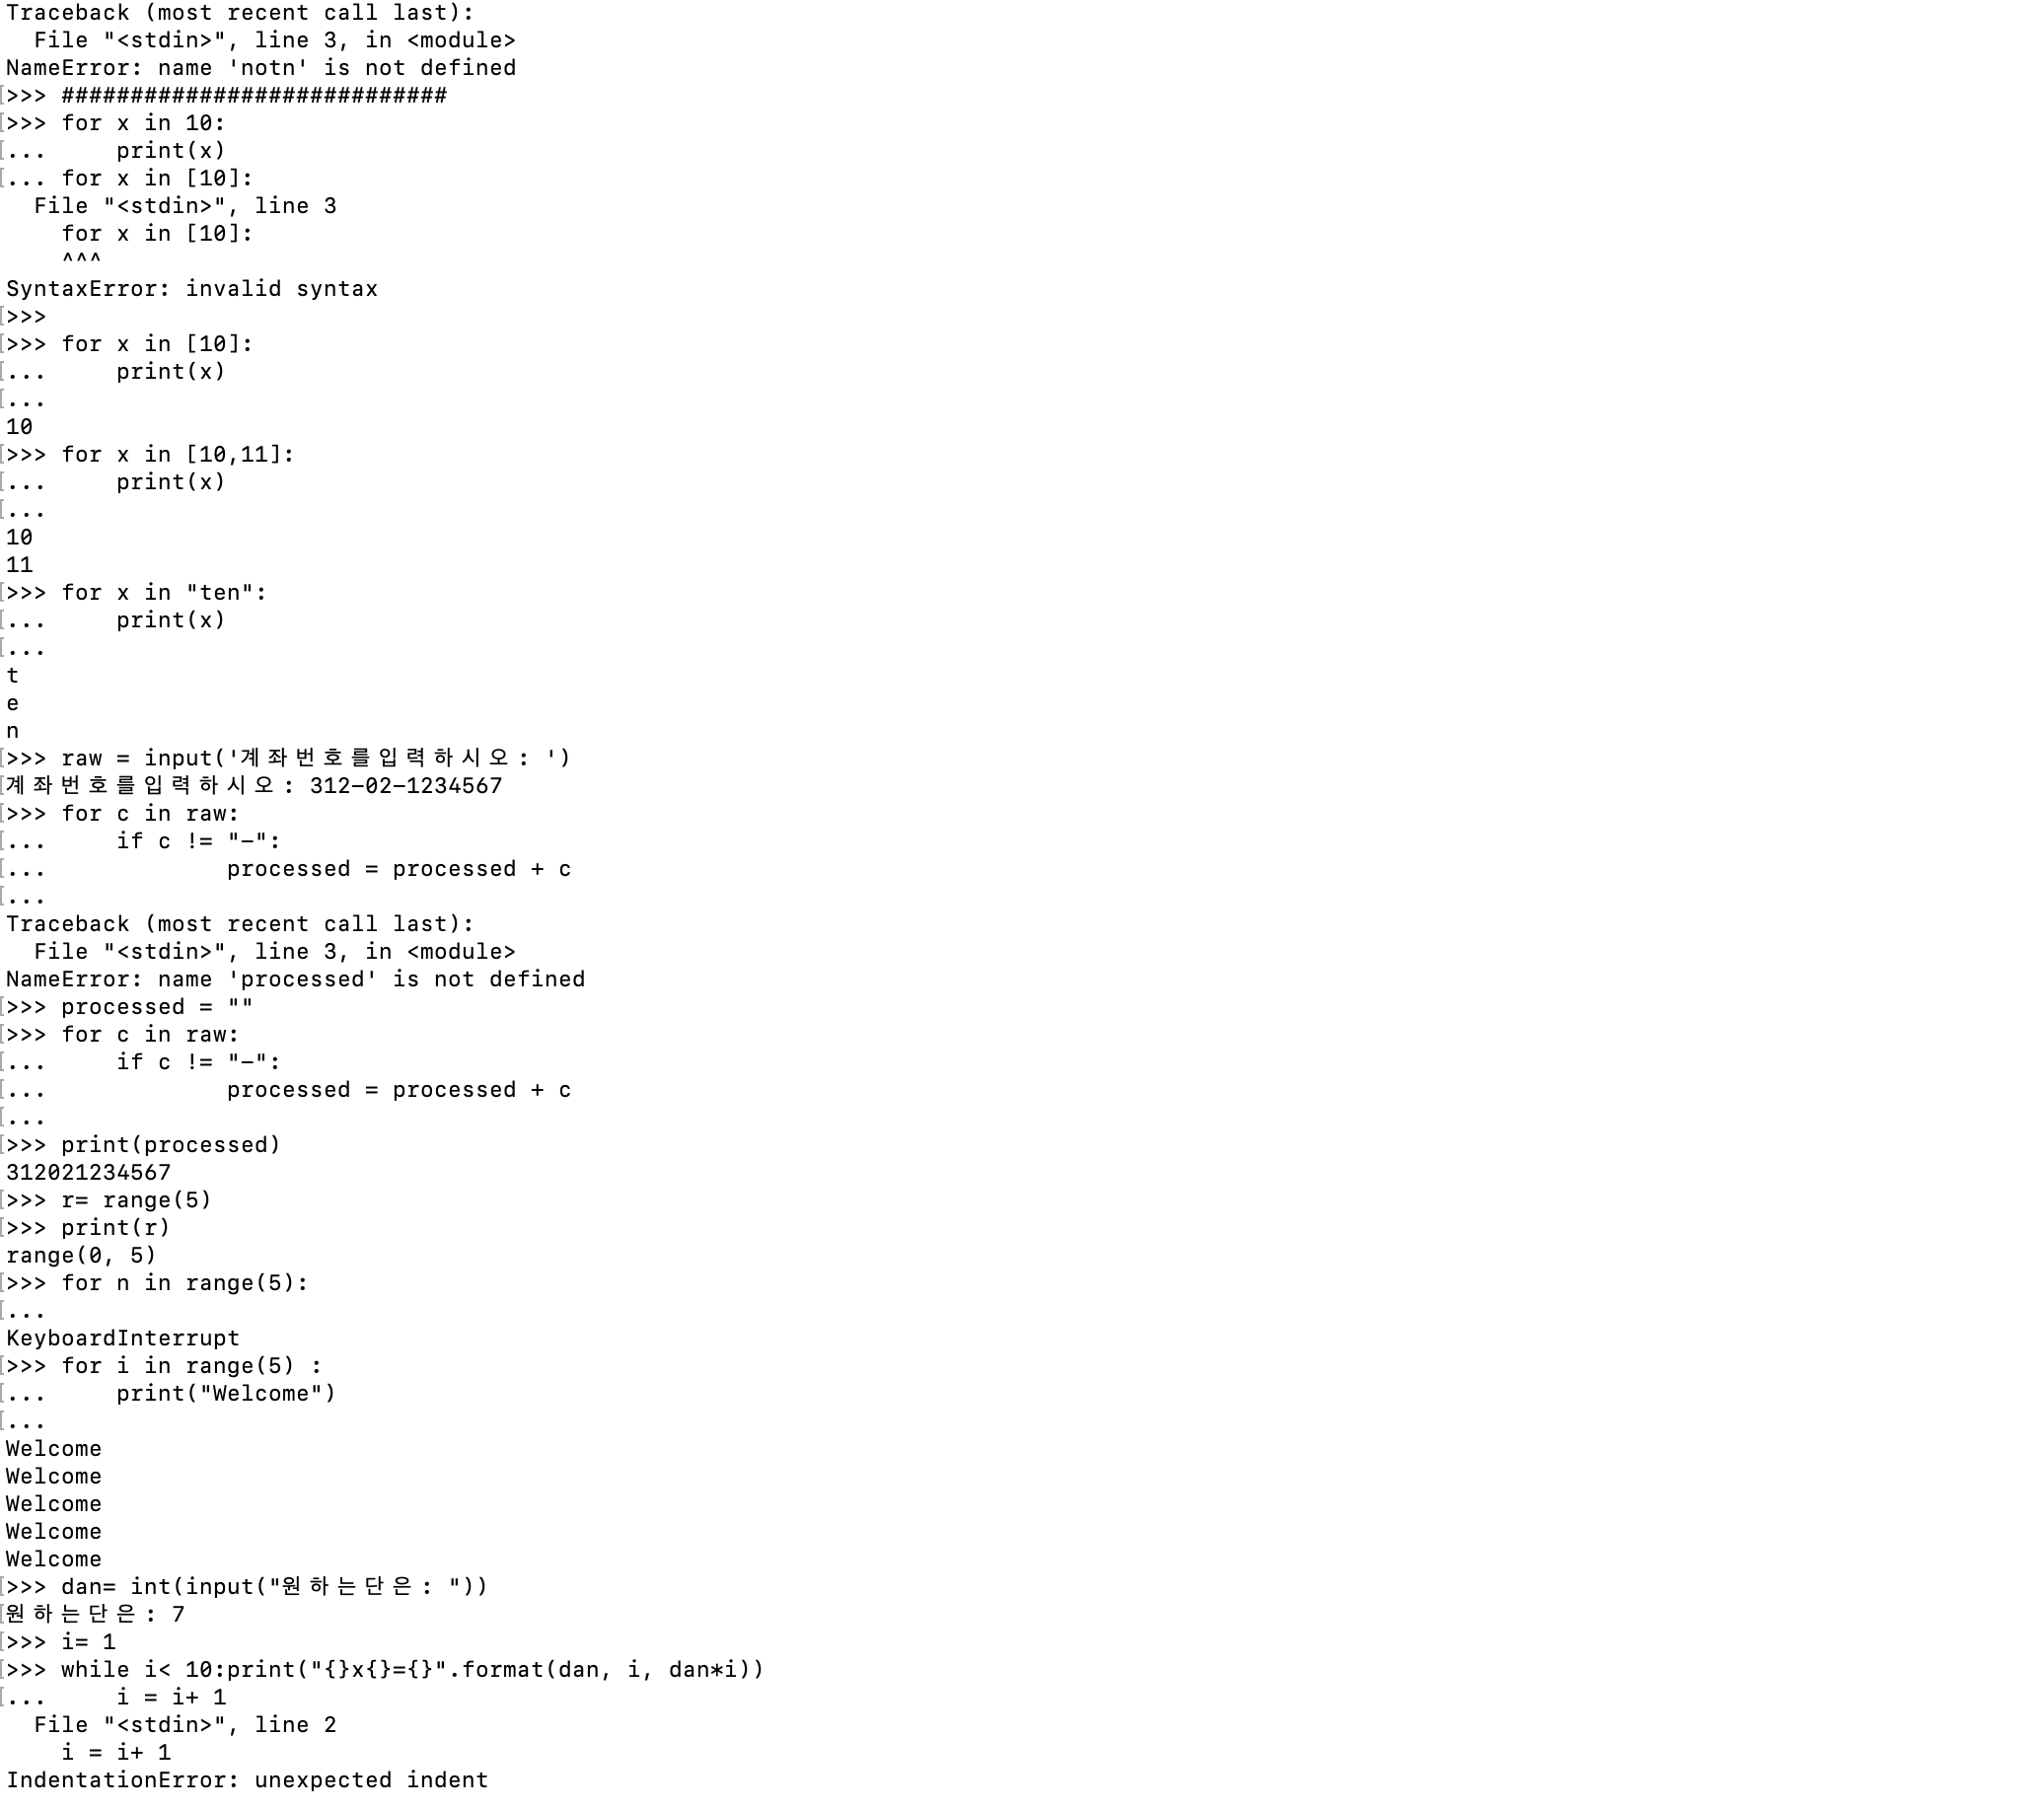 Traceback (most recent call last):
  File "<stdin>", line 3, in <module>
NameError: name 'notn' is not defined
>>> ############################
>>> for x in 10:
...     print(x)
... for x in [10]:
  File "<stdin>", line 3
    for x in [10]:
    ^^^
SyntaxError: invalid syntax
>>>
>>> for x in [10]:
...     print(x)
...
10
>>> for x in [10,11]:
...     print(x)
...
10
11
>>> for x in "ten":
...     print(x)
...
t
e
n
>>> raw = input('계좌번호를입력하시오: ')
계좌번호를입력하시오: 312-02-1234567
>>> for c in raw:
...     if c != "-":
...             processed = processed + c
...
Traceback (most recent call last):
  File "<stdin>", line 3, in <module>
NameError: name 'processed' is not defined
>>> processed = ""
>>> for c in raw:
...     if c != "-":
...             processed = processed + c
...
>>> print(processed)
312021234567
>>> r= range(5)
>>> print(r)
range(0, 5)
>>> for n in range(5):
...
KeyboardInterrupt
>>> for i in range(5) :
...     print("Welcome")
...
Welcome
Welcome
Welcome
Welcome
Welcome
>>> dan= int(input("원하는단은: "))
원하는단은: 7
>>> i= 1
>>> while i< 10:print("{}x{}={}".format(dan, i, dan*i))
...     i = i+ 1
  File "<stdin>", line 2
    i = i+ 1
IndentationError: unexpected indent